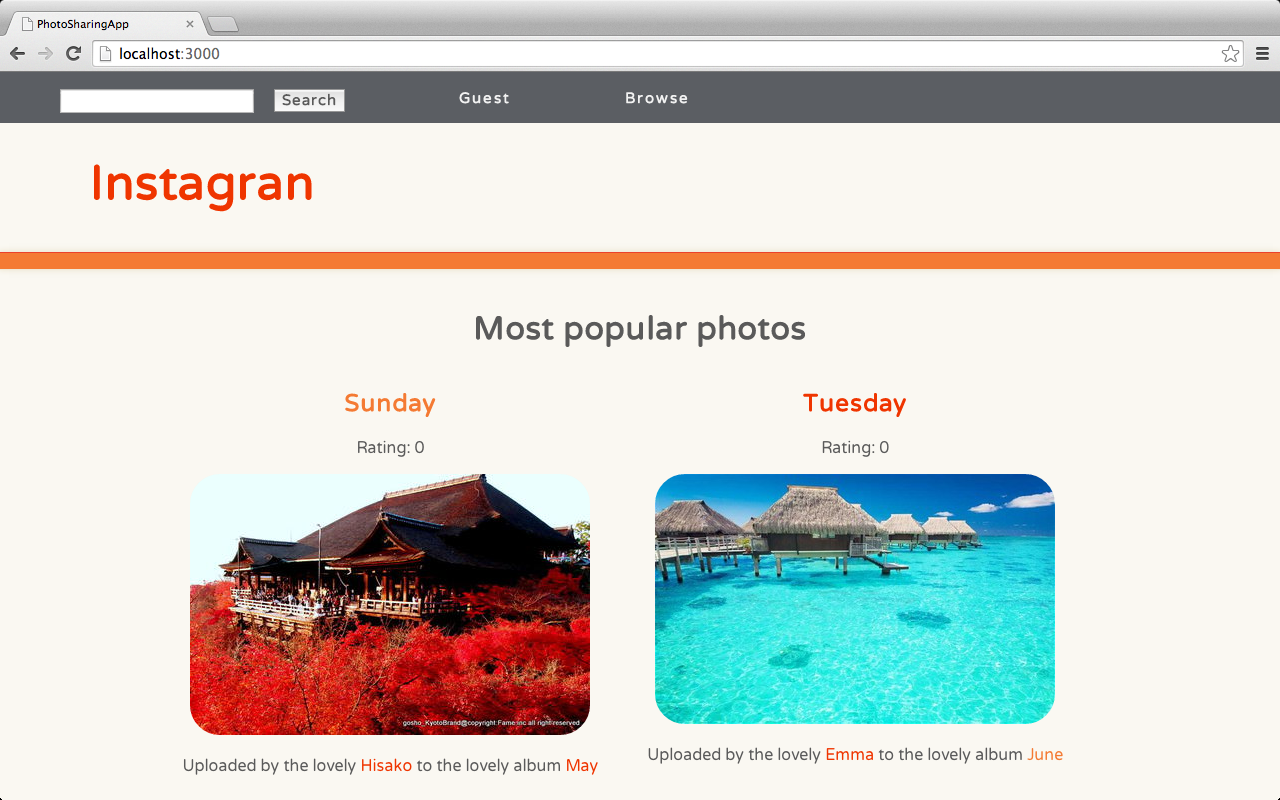 PhotoSharingApp
localhost:3000
Search
Guest
Browse
Instagran
Most popular photos
Sunday
Rating: 0
gosho_KyotoBrand@copyright Fame inc all right reserved
Uploaded by the lovely Hisako to the lovely album May
Tuesday
Rating: 0
Uploaded by the lovely Emma to the lovely album June